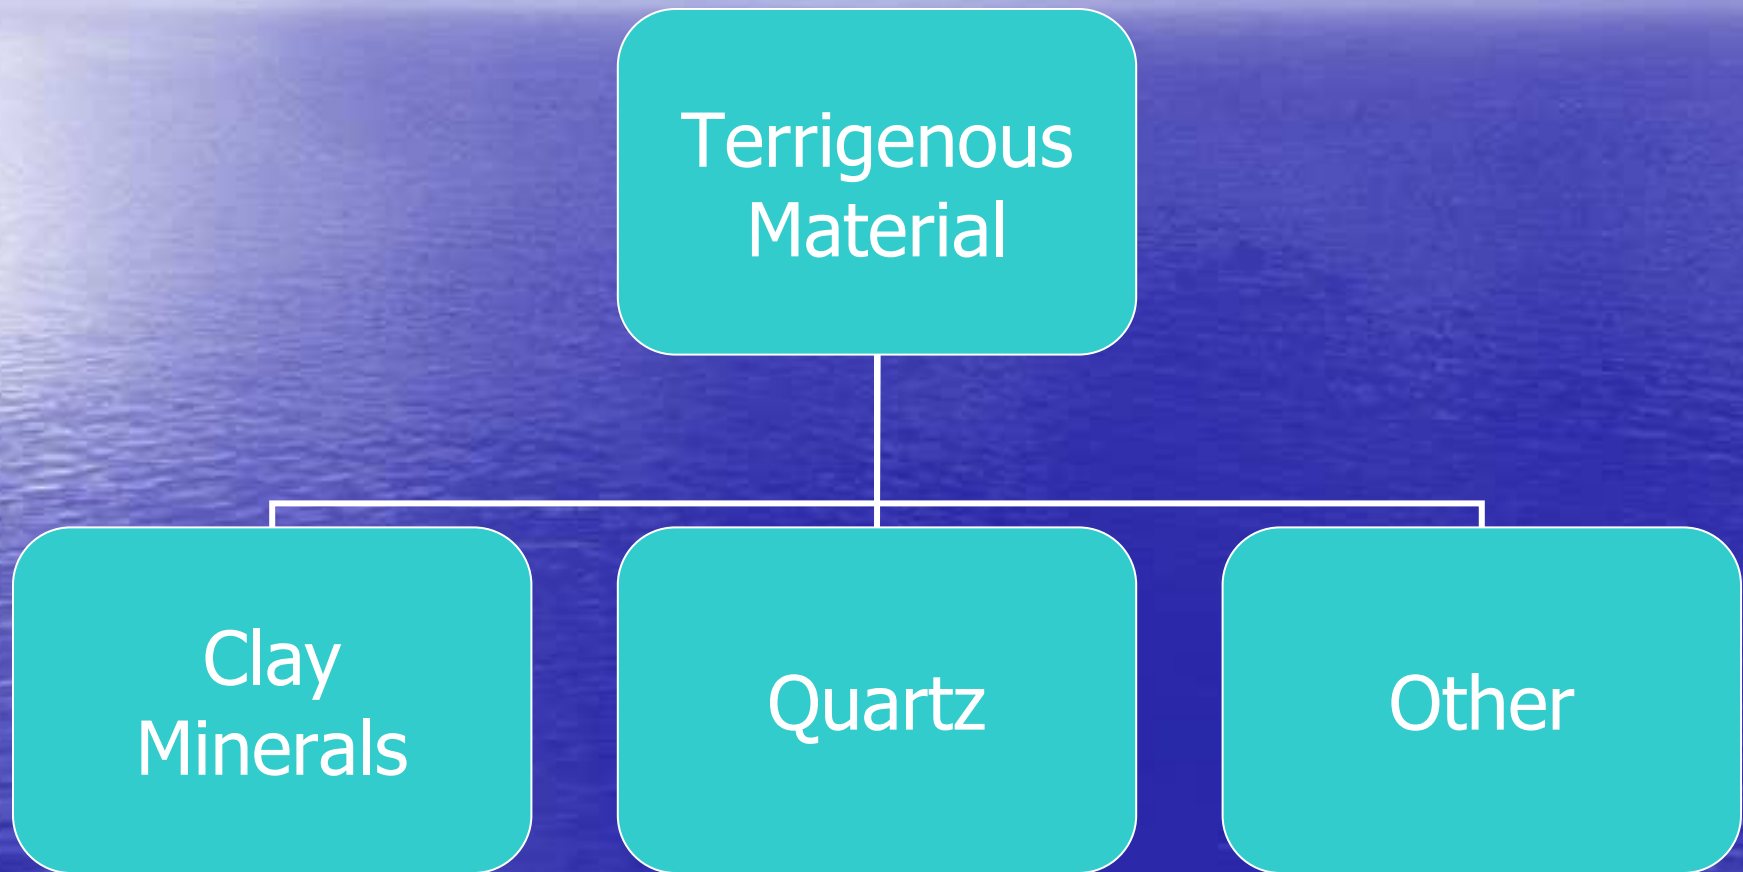 Terrigenous
Material
Clay
Minerals
Quartz
Other